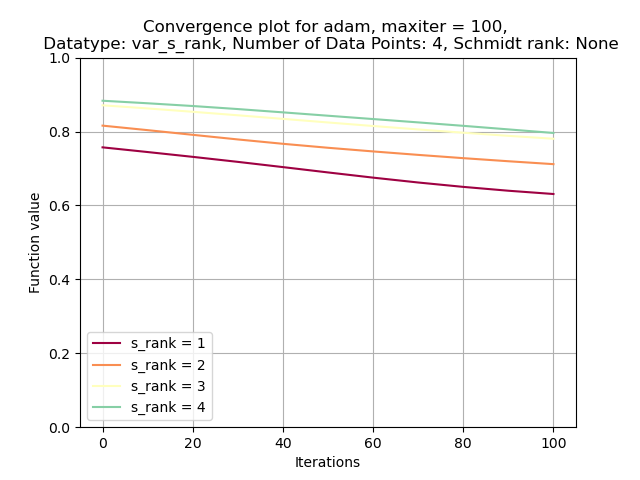 Convergence plot for adam, maxiter = 100,
Datatype: var_s_rank, Number of Data Points: 4, Schmidt rank: None
1.0
0.8
0.6
0.4
0.2
0.0
Function value
s_rank = 1
s_rank = 2
s_rank = 3
s_rank = 4
0 20 40 60 80 100
Iterations